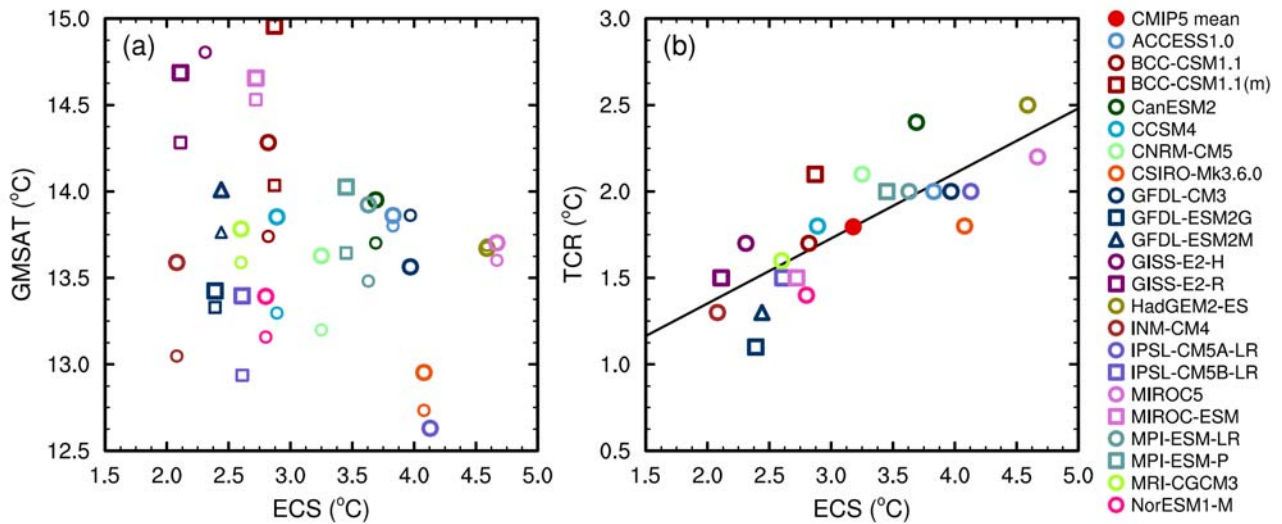 (a)
GMSAT (°C)
15.0
14.5
14.0
13.5
13.0
12.5
1.5 2.0 2.5 3.0 3.5 4.0 4.5 5.0
ECS (°C)
(b)
TCR (°C)
3.0
2.5
2.0
1.5
1.0
0.5
1.5 2.0 2.5 3.0 3.5 4.0 4.5 5.0
ECS (°C)
CMIP5 mean
ACCESS1.0
BCC-CSM1.1
BCC-CSM1.1(m)
CanESM2
CCSM4
CNRM-CM5
CSIRO-Mk3.6.0
GFDL-CM3
GFDL-ESM2G
GFDL-ESM2M
GISS-E2-H
GISS-E2-R
HadGEM2-ES
INM-CM4
IPSL-CM5A-LR
IPSL-CM5B-LR
MIROC5
MIROC-ESM
MPI-ESM-LR
MPI-ESM-P
MRI-CGCM3
NorESM1-M